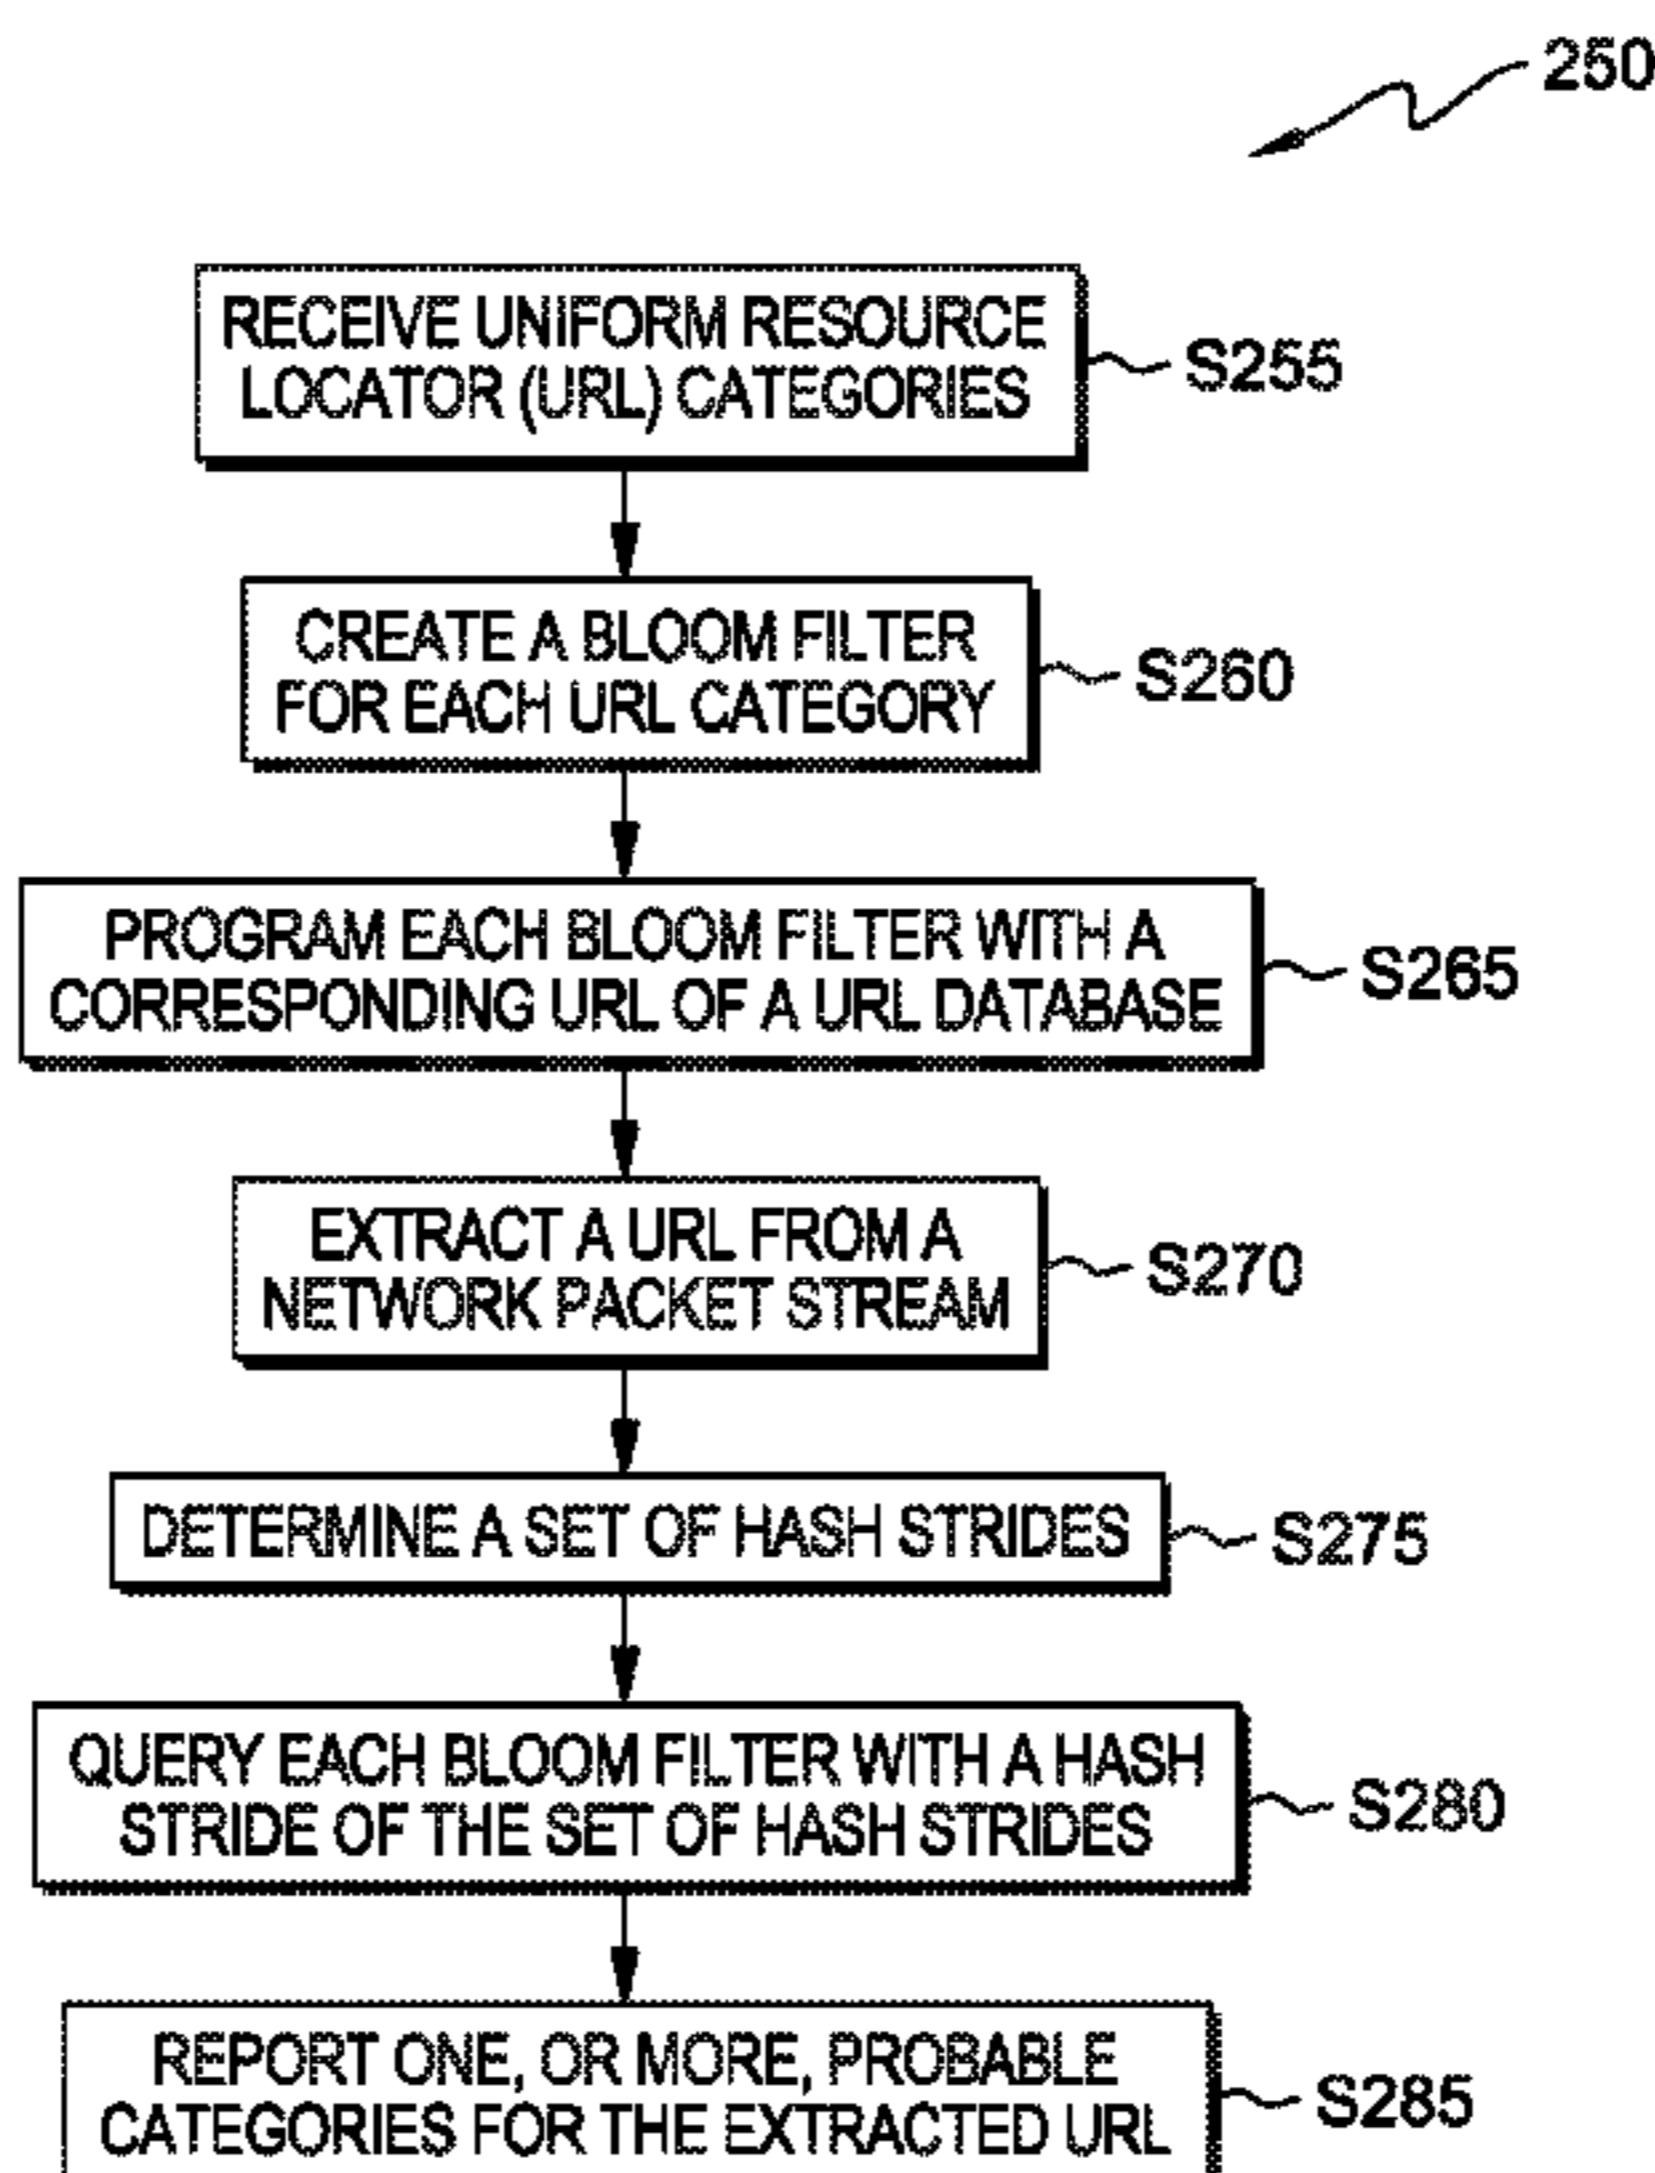 250
RECEIVE UNIFORM RESOURCE
LOCATOR (URL) CATEGORIES
S255
CREATE A BLOOM FILTER
FOR EACH URL CATEGORY
S260
PROGRAM EACH BLOOM FILTER WITH A
CORRESPONDING URL OF A URL DATABASE
S265
EXTRACT A URL FROM A
NETWORK PACKET STREAM
S270
DETERMINE A SET OF HASH STRIDES
S275
QUERY EACH BLOOM FILTER WITH A HASH
STRIDE OF THE SET OF HASH STRIDES
S280
REPORT ONE, OR MORE, PROBABLE
CATEGORIES FOR THE EXTRACTED URL
S285